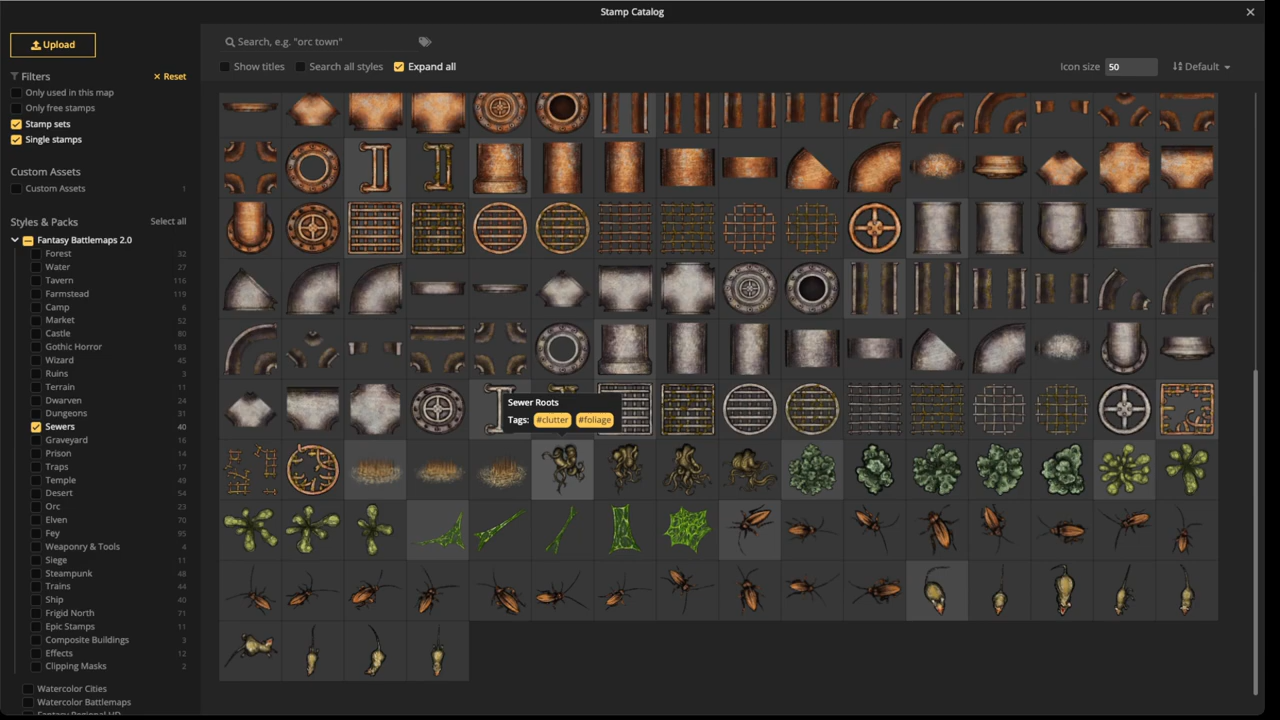 Stamp Catalog
Upload
Search, e.g. "orc town"
Filters
Reset
Show titles
Search all styles
Expand all
Icon size
50
Default
Only used in this map
Only free stamps
Stamp sets
Single stamps
Custom Assets
Custom Assets 1
Styles & Packs
Select all
Fantasy Battlemaps 2.0
Forest 32
Water 27
Tavern 116
Farmstead 119
Camp 6
Market 52
Castle 80
Gothic Horror 183
Wizard 45
Ruins 3
Terrain 11
Dwarven 24
Dungeons 31
Sewers 40
Graveyard 16
Prison 14
Traps 17
Temple 49
Desert 54
Orc 23
Elven 70
Fey 95
Weaponry & Tools 4
Siege 11
Steampunk 48
Trains 44
Ship 40
Frigid North 71
Epic Stamps 11
Composite Buildings 3
Effects 12
Clipping Masks 2
Watercolor Cities
Watercolor Battlemaps
Sewer Roots
Tags: #clutter #foliage